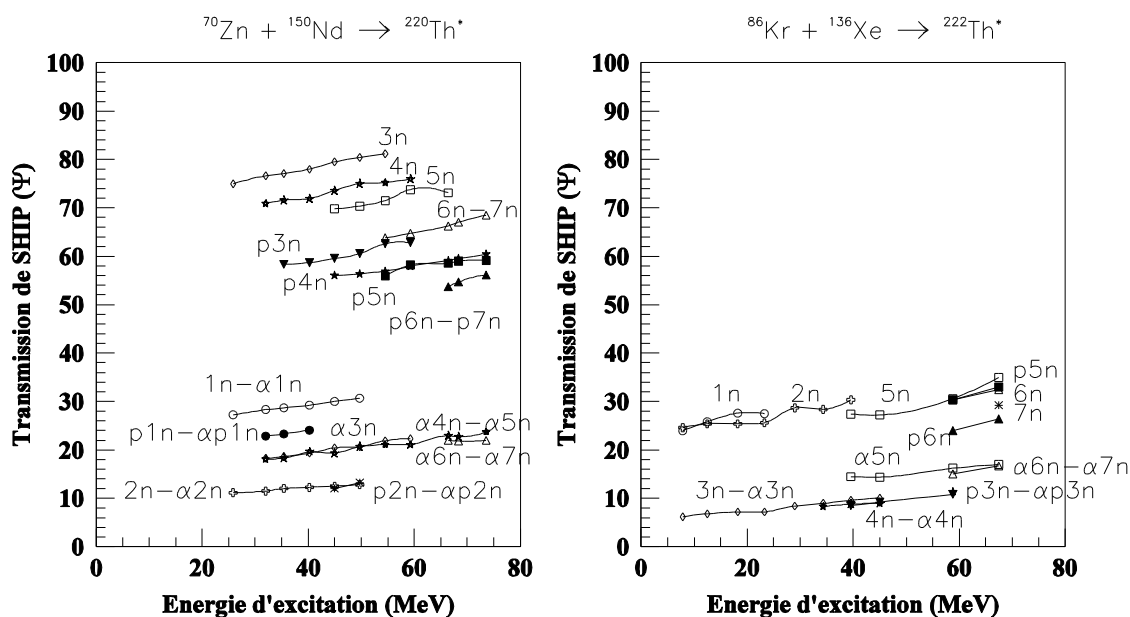 ⁷⁰Zn + ¹⁵⁰Nd → ²²⁰Th*
Transmission de SHIP (Ψ)
100
90
80
70
60
50
40
30
20
10
0
3n
4n
5n
6n−7n
p3n
p4n
p5n
p6n−p7n
1n−α1n
p1n−αp1n
α3n
α4n−α5n
α6n−α7n
2n−α2n
p2n−αp2n
0 20 40 60 80
Energie d'excitation (MeV)
⁸⁶Kr + ¹³⁶Xe → ²²²Th*
Transmission de SHIP (Ψ)
100
90
80
70
60
50
40
30
20
10
0
1n
2n
5n
p5n
6n
7n
p6n
α5n
α6n−α7n
3n−α3n
p3n−αp3n
4n−α4n
0 20 40 60 80
Energie d'excitation (MeV)